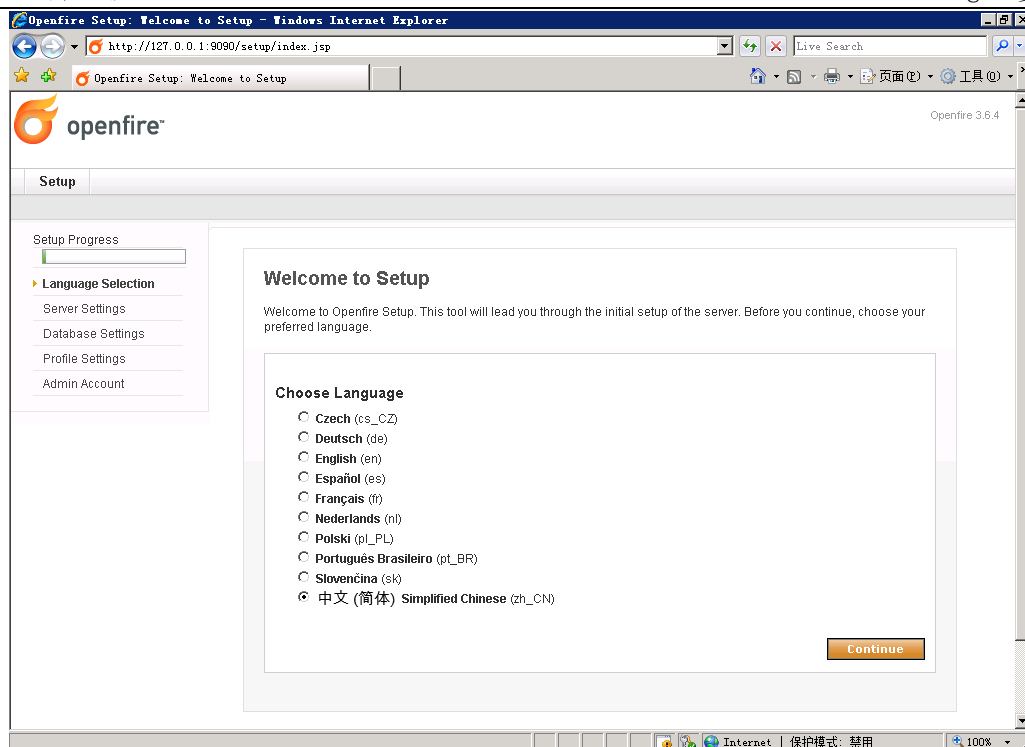 Openfire Setup: Welcome to Setup - Windows Internet Explorer
http://127.0.0.1:9090/setup/index.jsp
Live Search
Openfire Setup: Welcome to Setup
页面(P)
工具(O)
openfire™
Openfire 3.6.4
Setup
Setup Progress
Language Selection
Server Settings
Database Settings
Profile Settings
Admin Account
Welcome to Setup
Welcome to Openfire Setup. This tool will lead you through the initial setup of the server. Before you continue, choose your
preferred language.
Choose Language
Czech (cs_CZ)
Deutsch (de)
English (en)
Español (es)
Français (fr)
Nederlands (nl)
Polski (pl_PL)
Português Brasileiro (pt_BR)
Slovenčina (sk)
中文 (简体) Simplified Chinese (zh_CN)
Continue
Internet | 保护模式: 禁用
100%